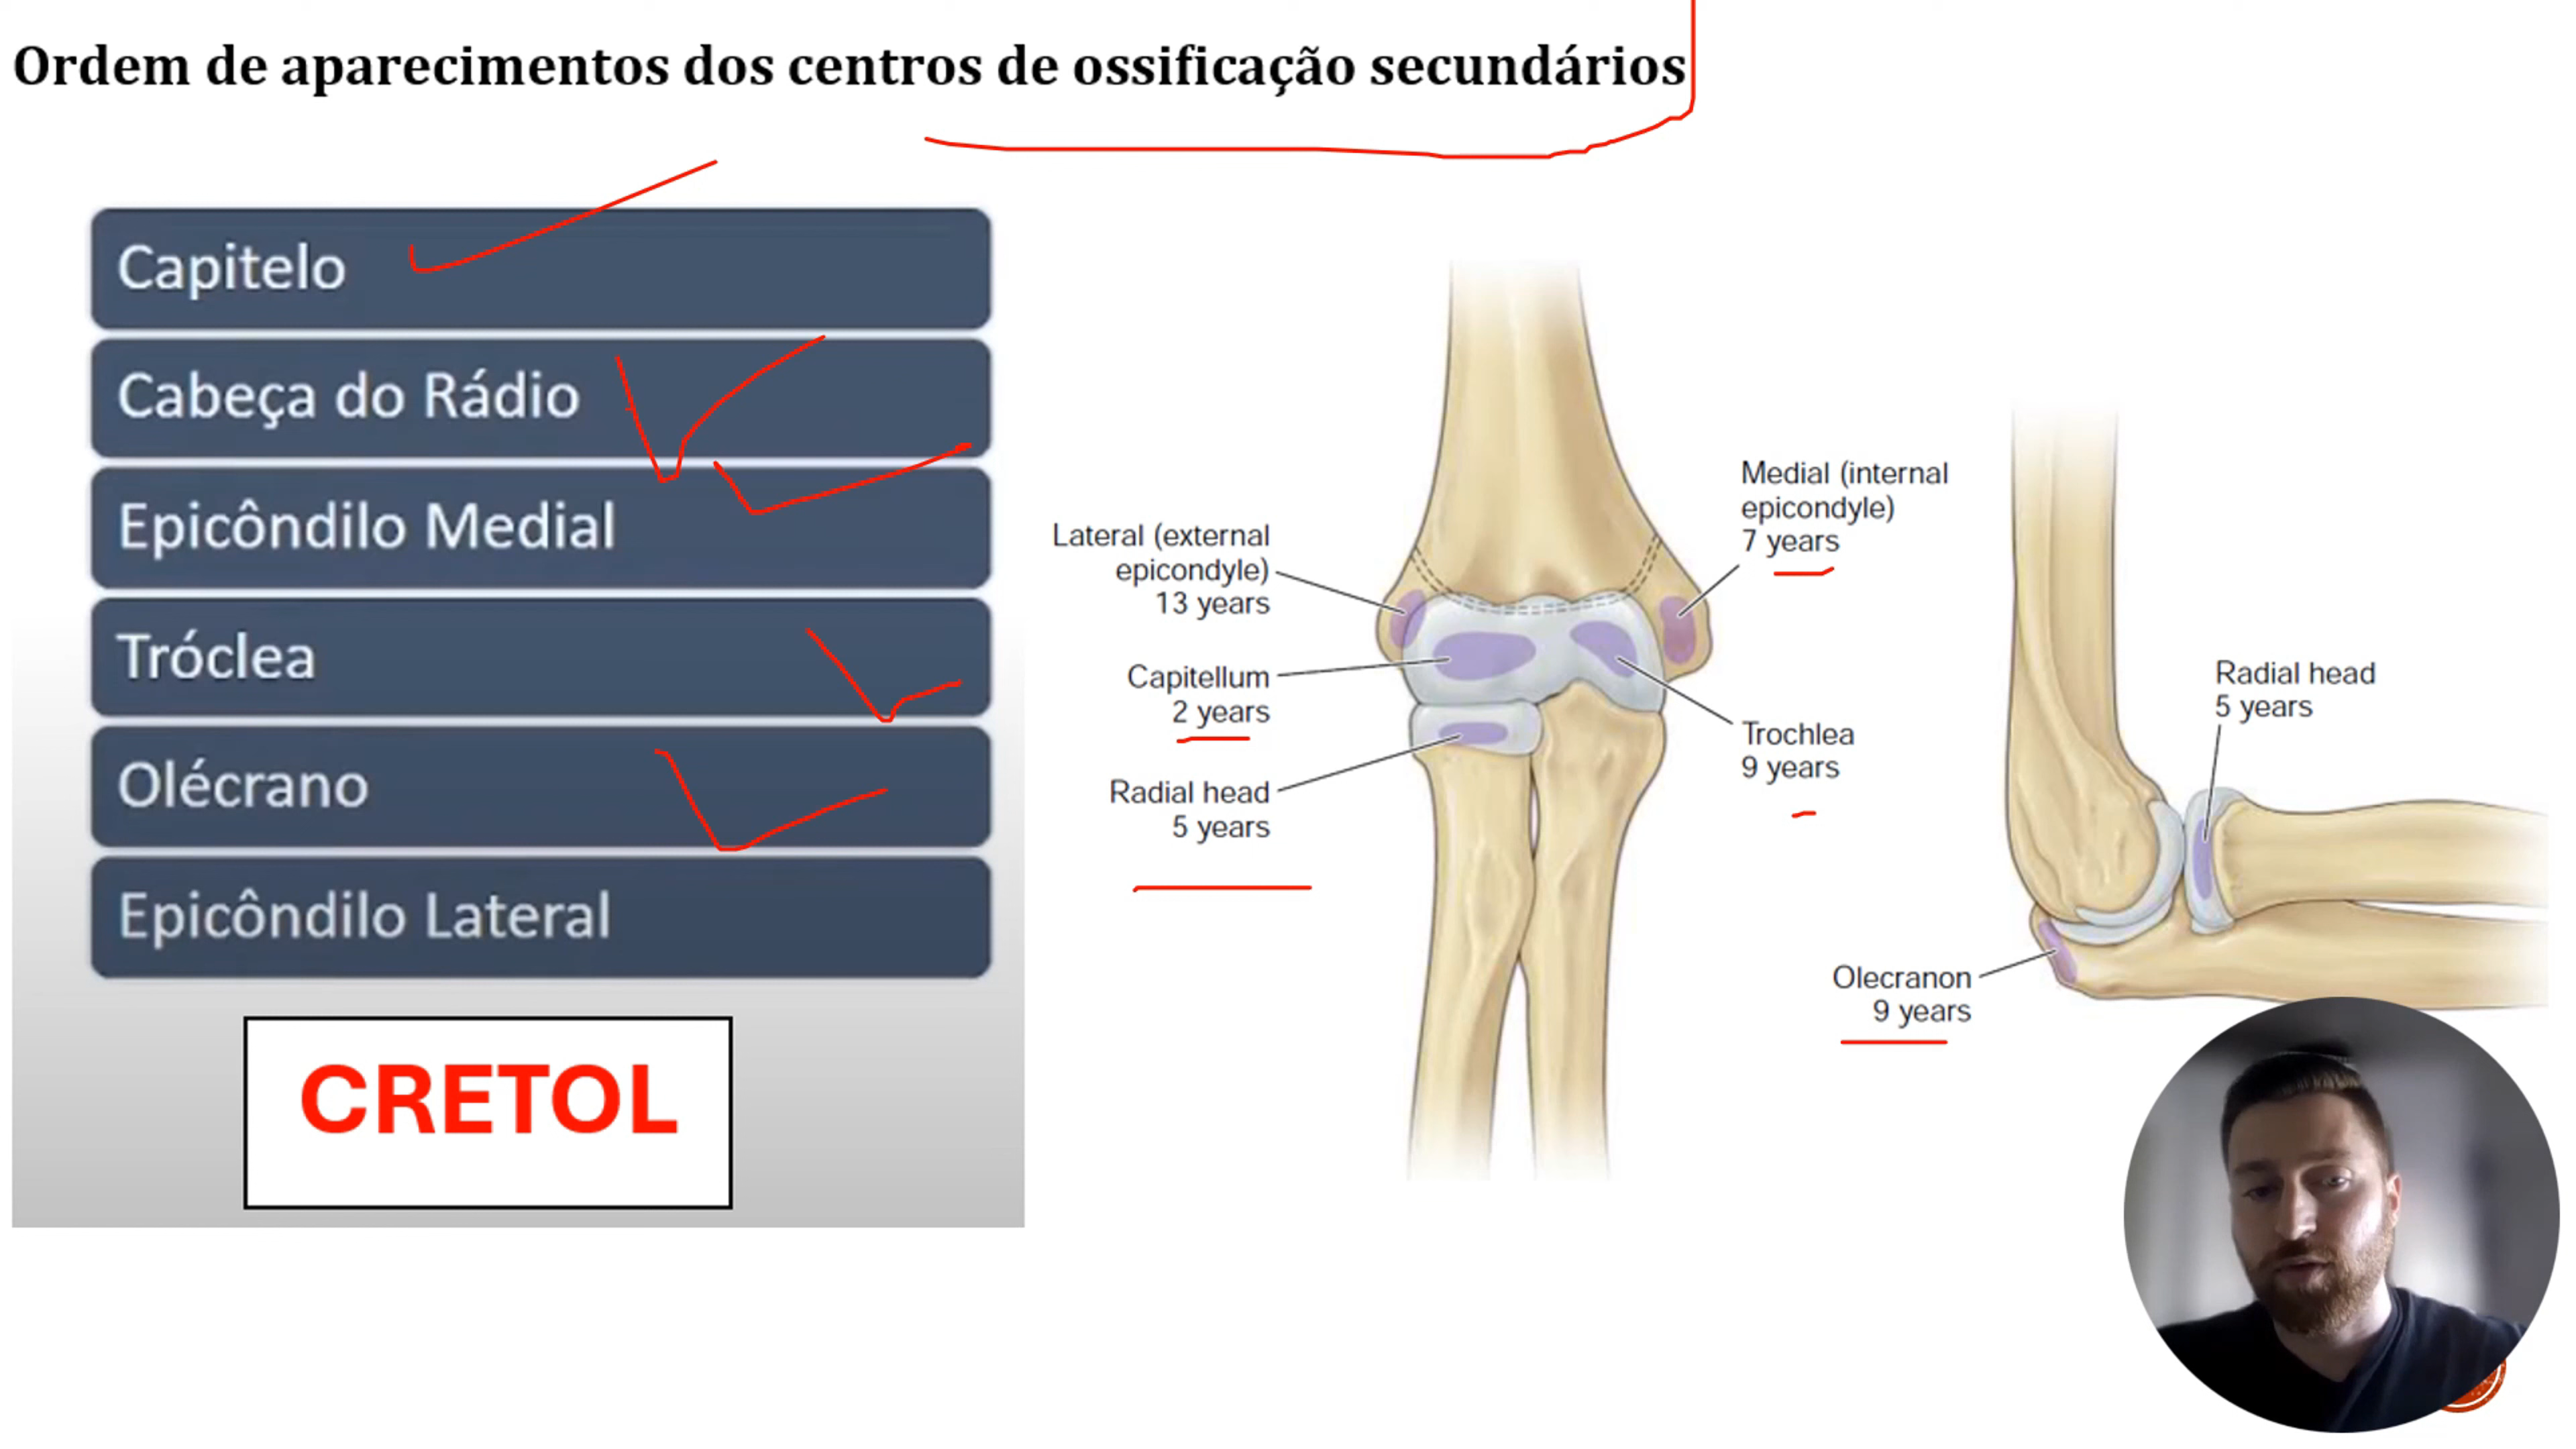 Ordem de aparecimentos dos centros de ossificação secundários
Capitelo
Cabeça do Rádio
Epicôndilo Medial
Tróclea
Olécrano
Epicôndilo Lateral
CRETOL
Lateral (external
epicondyle)
13 years
Capitellum
2 years
Radial head
5 years
Medial (internal
epicondyle)
7 years
Trochlea
9 years
Radial head
5 years
Olecranon
9 years